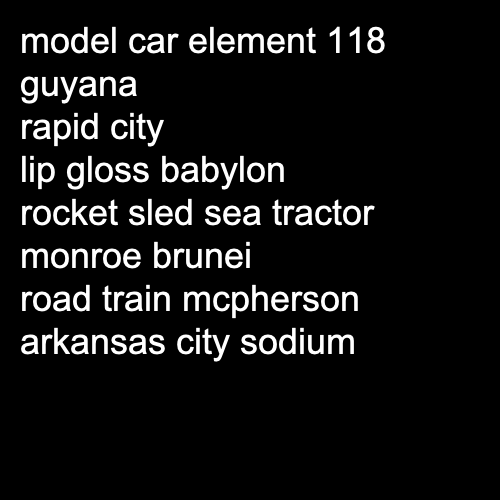 model car element 118
guyana
rapid city
lip gloss babylon
rocket sled sea tractor
monroe brunei
road train mcpherson
arkansas city sodium